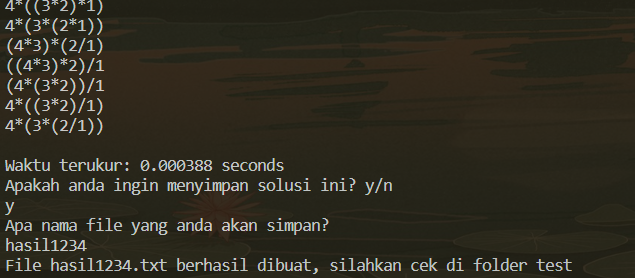 4*((3*2)*1)
4*(3*(2*1))
(4*3)*(2/1)
((4*3)*2)/1
(4*(3*2))/1
4*((3*2)/1)
4*(3*(2/1))
Waktu terukur: 0.000388 seconds
Apakah anda ingin menyimpan solusi ini? y/n
y
Apa nama file yang anda akan simpan?
hasil1234
File hasil1234.txt berhasil dibuat, silahkan cek di folder test